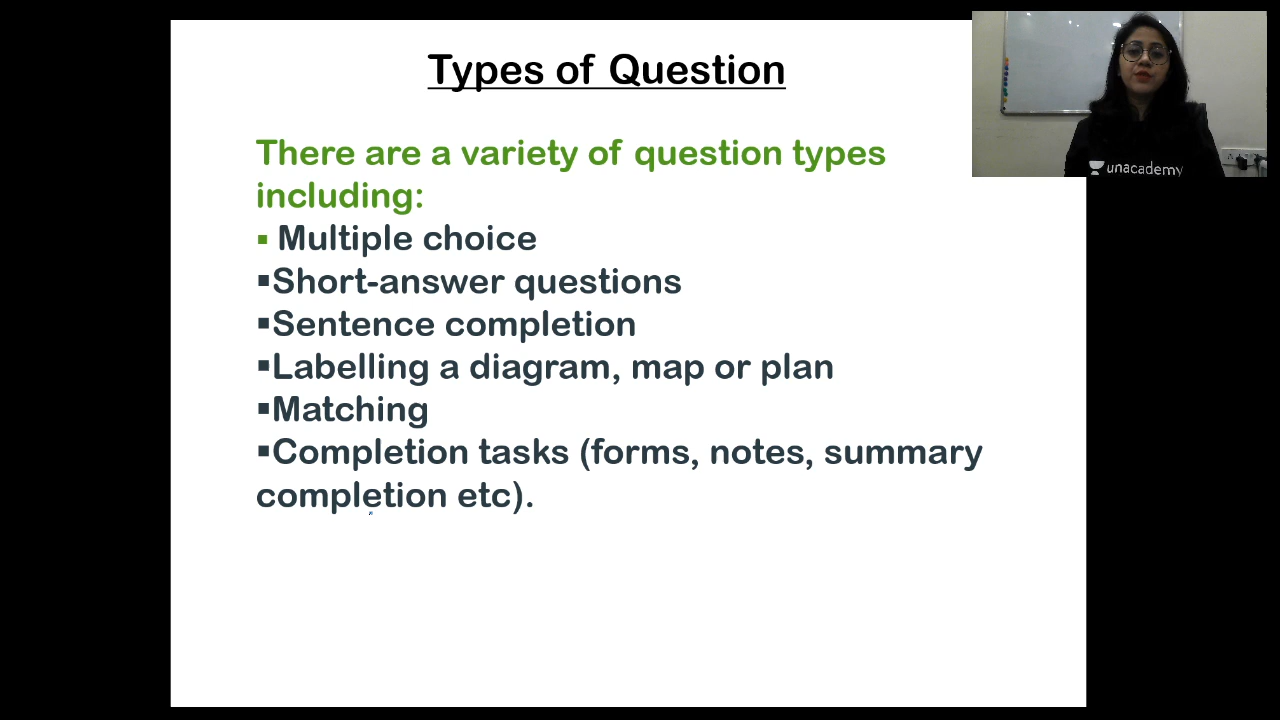 Types of Question
There are a variety of question types
including:
▪ Multiple choice
▪Short-answer questions
▪Sentence completion
▪Labelling a diagram, map or plan
▪Matching
▪Completion tasks (forms, notes, summary
completion etc).
unacademy